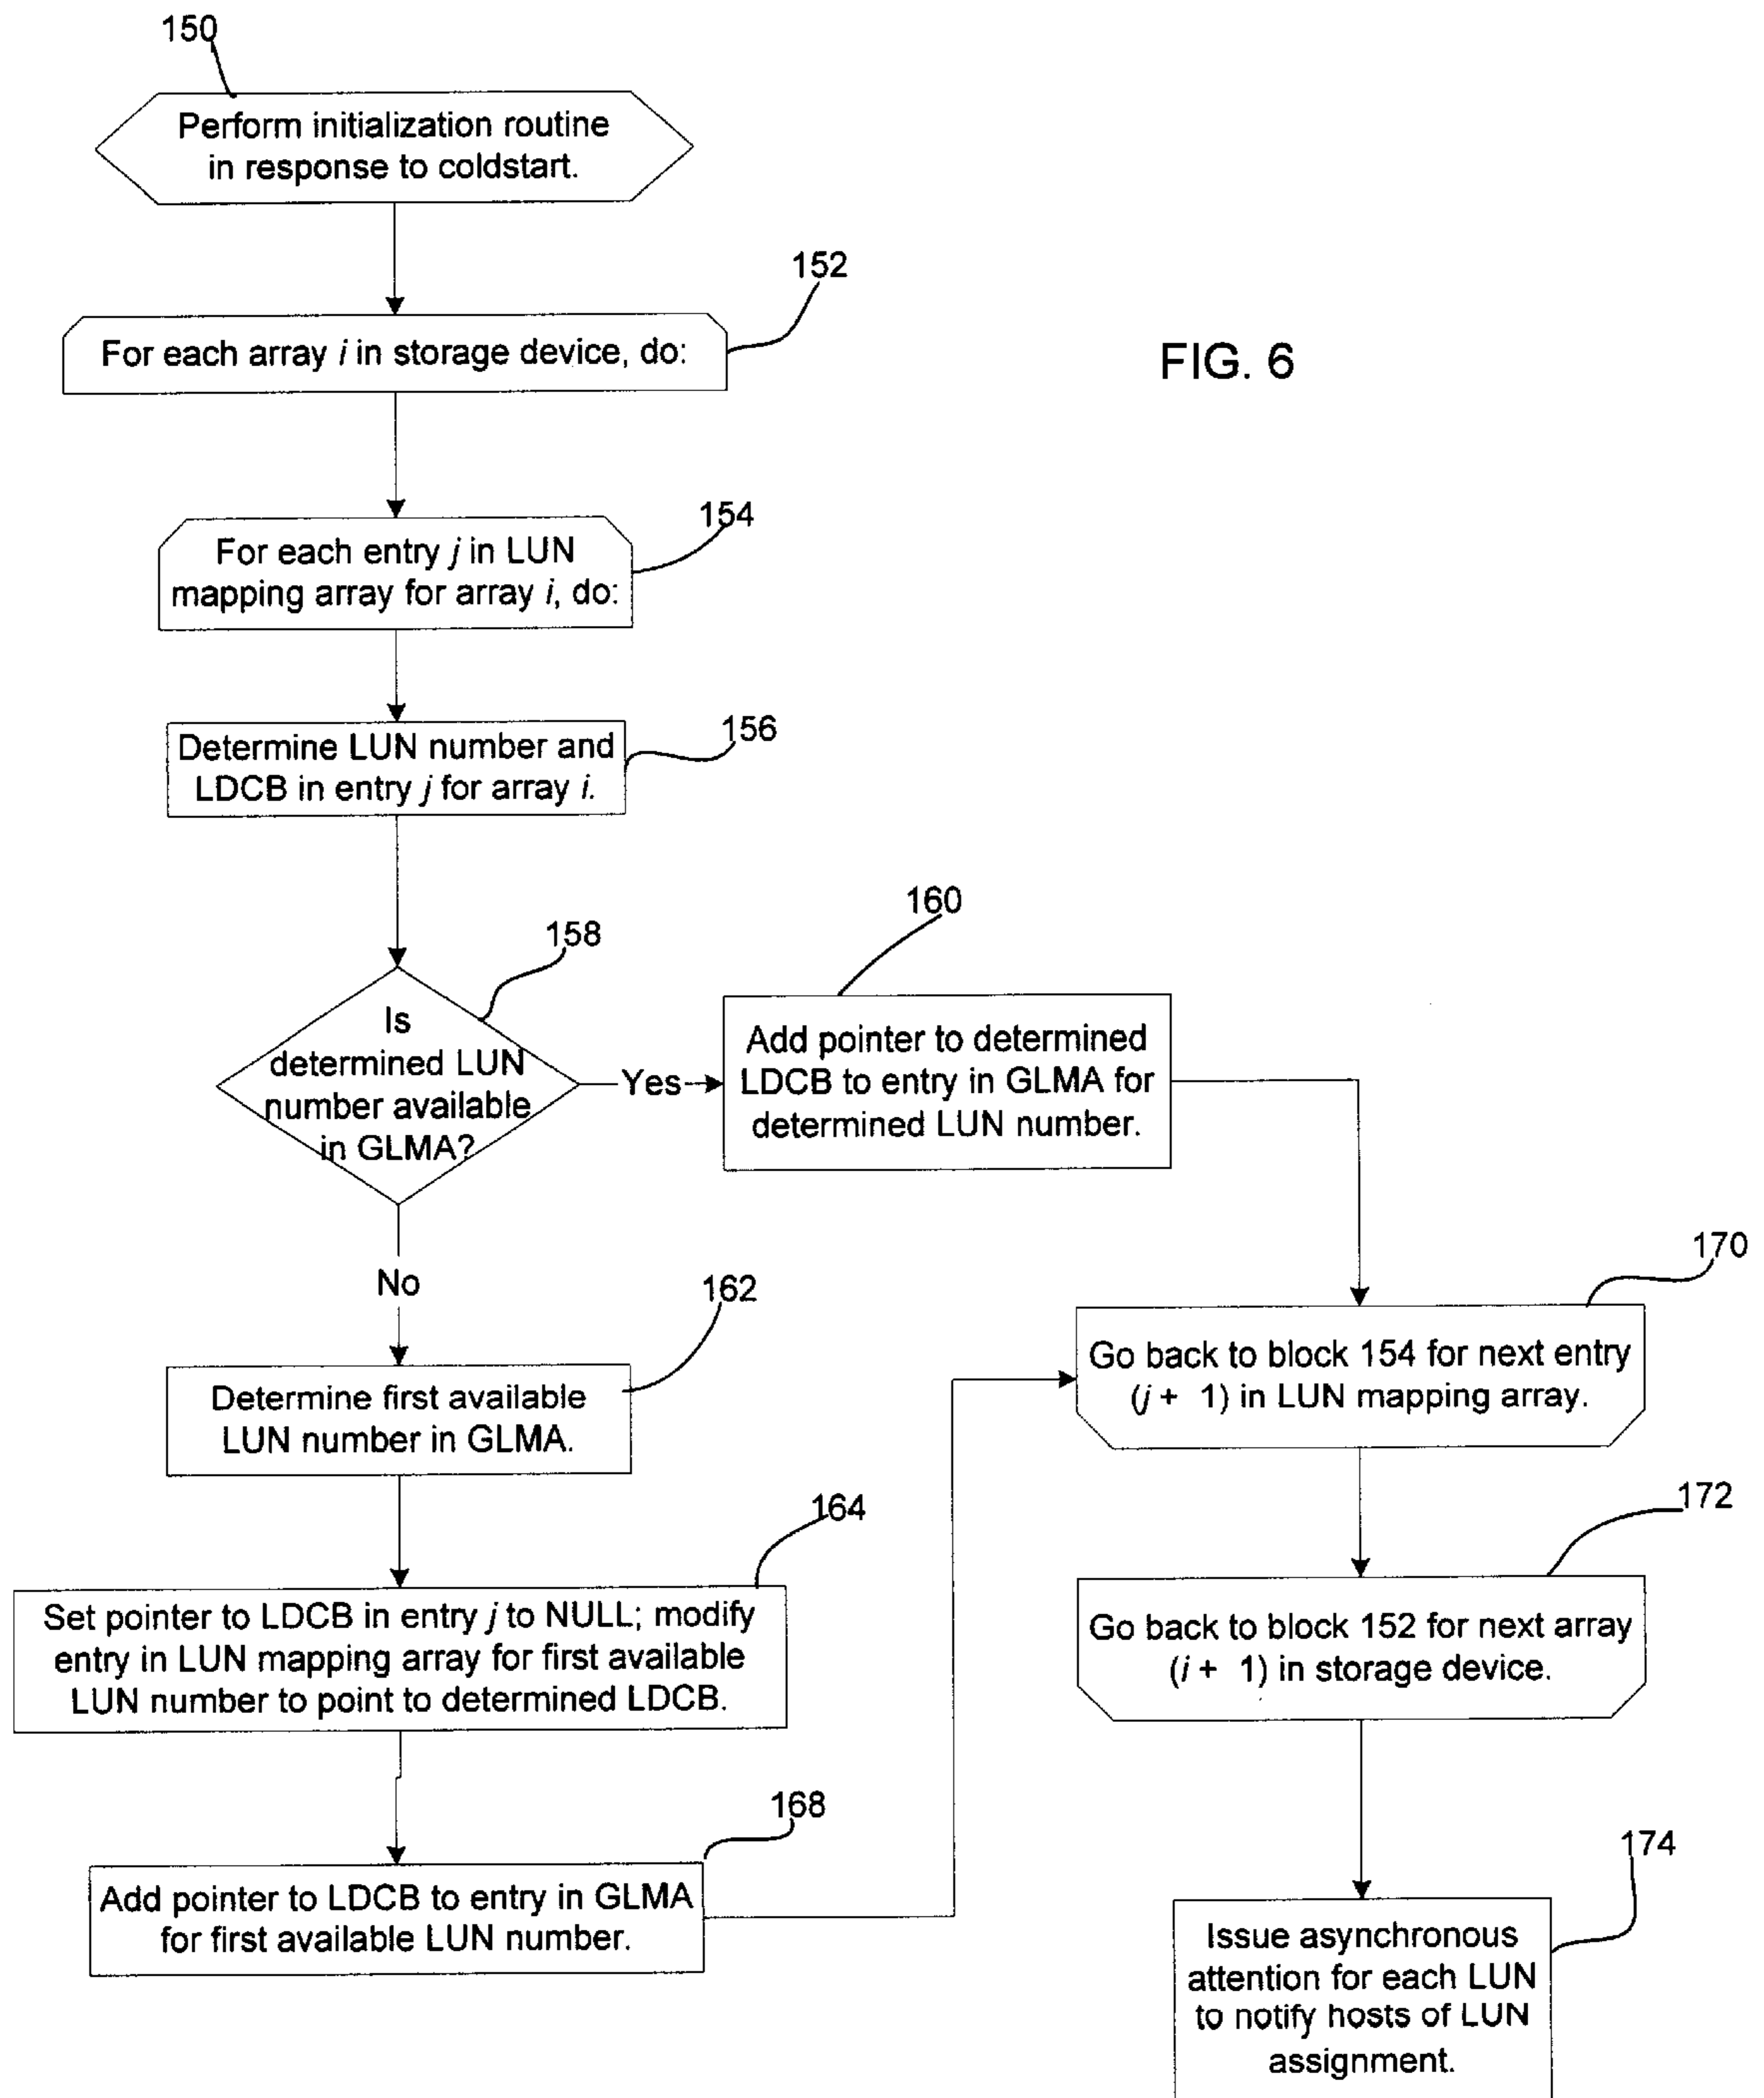 150
Perform initialization routine
in response to coldstart.
152
For each array i in storage device, do:
FIG. 6
154
For each entry j in LUN
mapping array for array i, do:
156
Determine LUN number and
LDCB in entry j for array i.
158
Is
determined LUN
number available
in GLMA?
Yes
160
Add pointer to determined
LDCB to entry in GLMA for
determined LUN number.
No
162
Determine first available
LUN number in GLMA.
164
Set pointer to LDCB in entry j to NULL; modify
entry in LUN mapping array for first available
LUN number to point to determined LDCB.
168
Add pointer to LDCB to entry in GLMA
for first available LUN number.
170
Go back to block 154 for next entry
(j + 1) in LUN mapping array.
172
Go back to block 152 for next array
(i + 1) in storage device.
174
Issue asynchronous
attention for each LUN
to notify hosts of LUN
assignment.